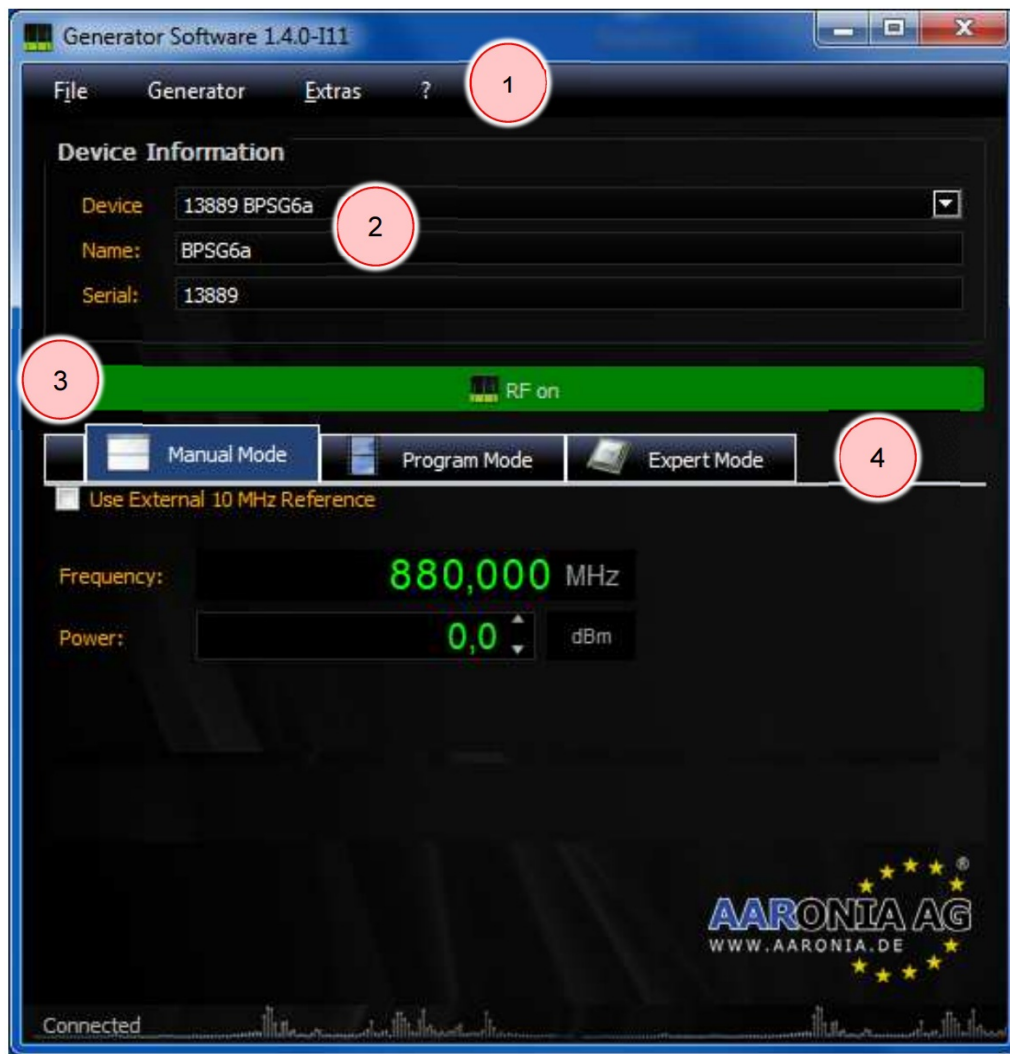 Generator Software 1.4.0-I11
File Generator Extras ?
1
Device Information
Device 13889 BPSG6a
2
Name: BPSG6a
Serial: 13889
3
RF on
Manual Mode Program Mode Expert Mode
4
Use External 10 MHz Reference
Frequency: 880,000 MHz
Power: 0,0 dBm
®
AARONIA AG
WWW.AARONIA.DE
Connected